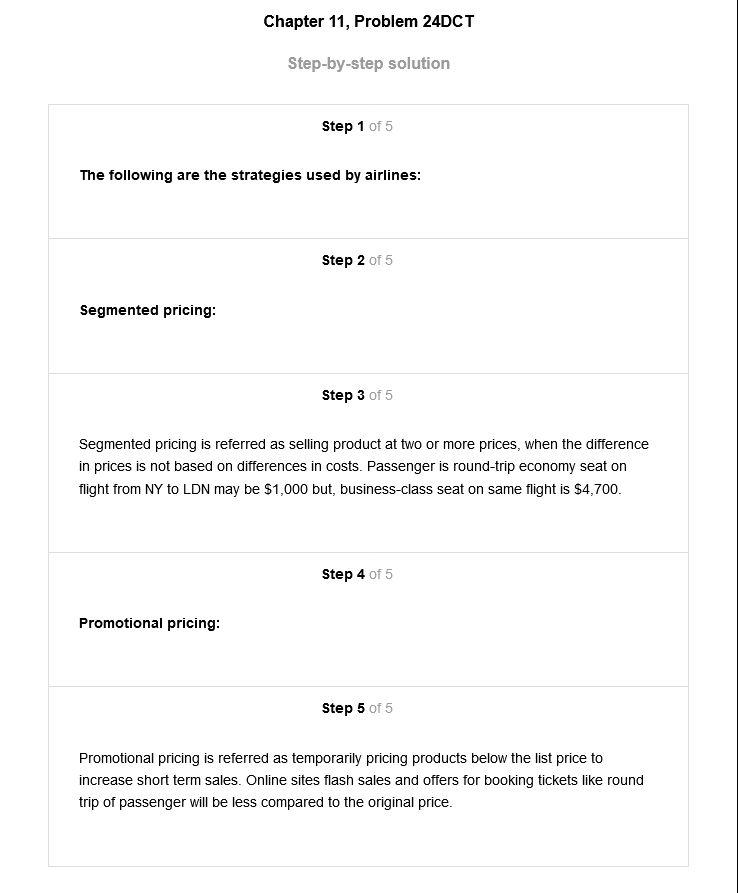 Chapter 11, Problem 24DCT
Step-by-step solution
Step 1 of 5
The following are the strategies used by airlines:
Step 2 of 5
Segmented pricing:
Step 3 of 5
Segmented pricing is referred as selling product at two or more prices, when the difference
in prices is not based on differences in costs. Passenger is round-trip economy seat on
flight from NY to LDN may be $1,000 but, business-class seat on same flight is $4,700.
Step 4 of 5
Promotional pricing:
Step 5 of 5
Promotional pricing is referred as temporarily pricing products below the list price to
increase short term sales. Online sites flash sales and offers for booking tickets like round
trip of passenger will be less compared to the original price.